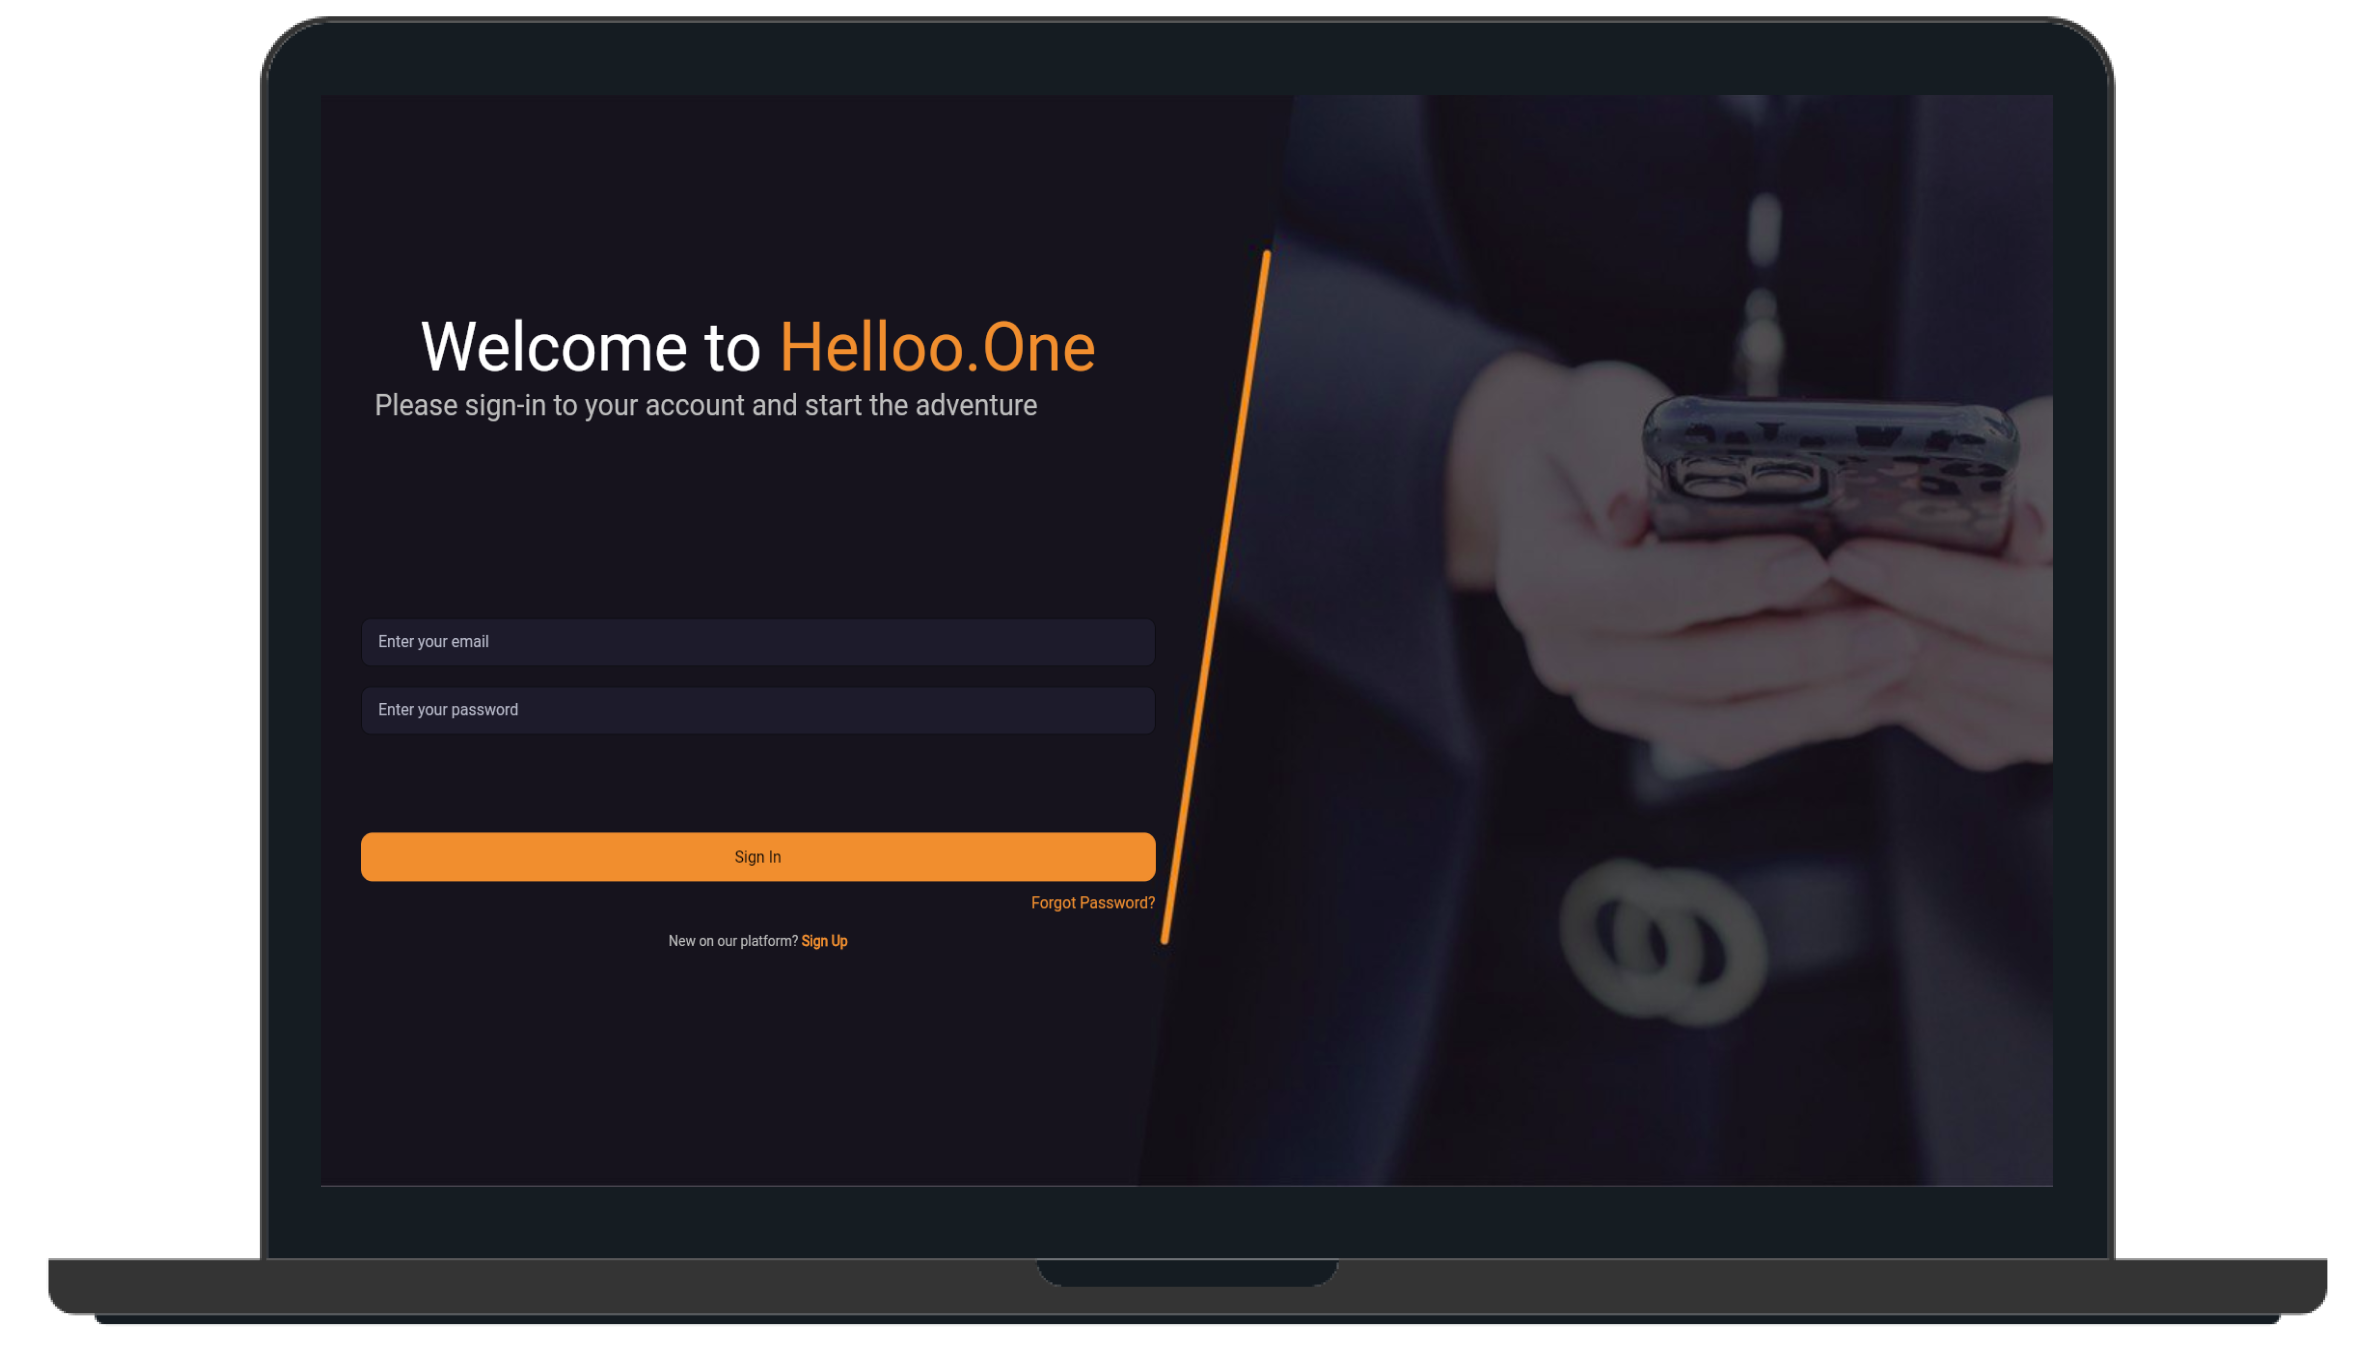 Welcome to Helloo.One
Please sign-in to your account and start the adventure
Enter your email
Enter your password
Sign In
Forgot Password?
New on our platform? Sign Up